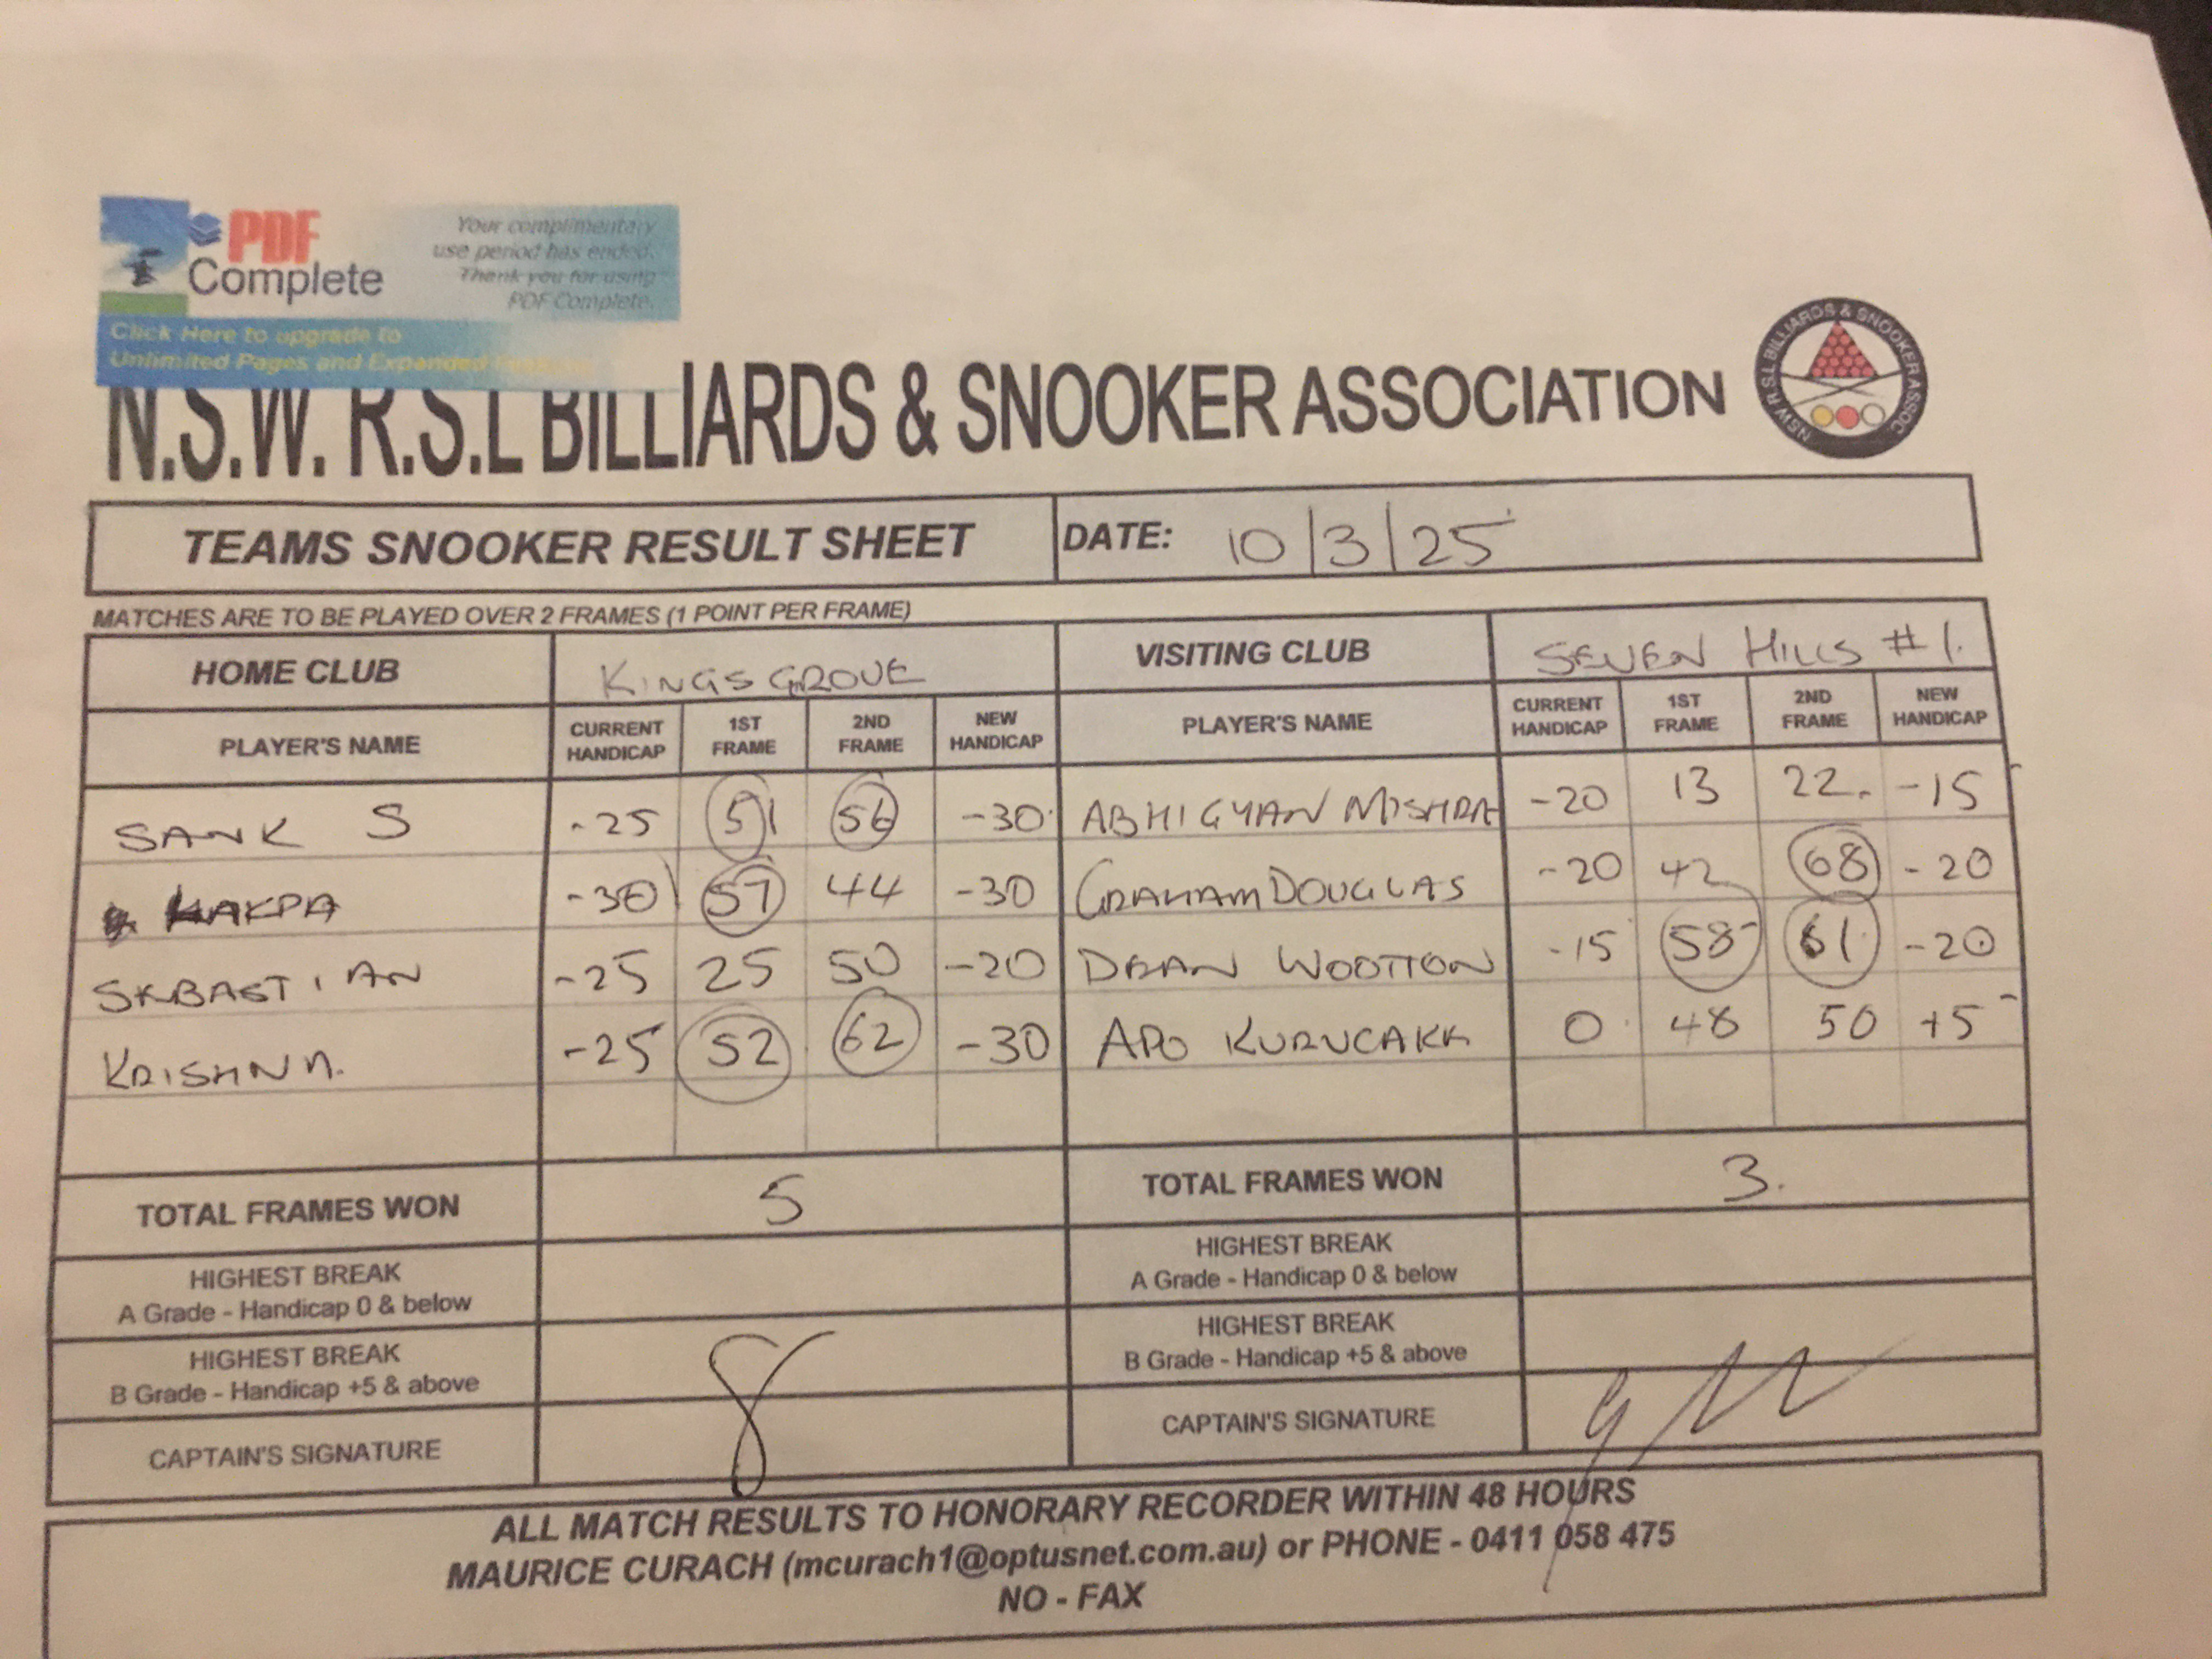 PDF
Complete
Your complimentary
use period has ended.
Thank you for using
PDF Complete.
Click Here to upgrade to
Unlimited Pages and Expanded
N.S.W. R.S.L BILLIARDS & SNOOKER ASSOCIATION
NSW R.S.L BILLIARDS & SNOOKER ASSOC
TEAMS SNOOKER RESULT SHEET DATE: 10/3/25
MATCHES ARE TO BE PLAYED OVER 2 FRAMES (1 POINT PER FRAME)
HOME CLUB KINGSGROVE VISITING CLUB SEVEN HILLS #1.
PLAYER'S NAME CURRENT HANDICAP 1ST FRAME 2ND FRAME NEW HANDICAP PLAYER'S NAME CURRENT HANDICAP 1ST FRAME 2ND FRAME NEW HANDICAP
SANK S -25 51 56 -30 ABHIGYAN MISHRA -20 13 22. -15
KAKPA -30 57 44 -30 GRAHAM DOUGLAS -20 42 68 -20
SEBASTIAN -25 25 50 -20 DEAN WOOTTON -15 58 61 -20
KRISHNA. -25 52 62 -30 APO KURUCAKK 0 48 50 +5
TOTAL FRAMES WON 5 TOTAL FRAMES WON 3.
HIGHEST BREAK
A Grade - Handicap 0 & below
HIGHEST BREAK
A Grade - Handicap 0 & below
HIGHEST BREAK
B Grade - Handicap +5 & above
HIGHEST BREAK
B Grade - Handicap +5 & above
CAPTAIN'S SIGNATURE CAPTAIN'S SIGNATURE
ALL MATCH RESULTS TO HONORARY RECORDER WITHIN 48 HOURS
MAURICE CURACH (mcurach1@optusnet.com.au) or PHONE - 0411 058 475
NO - FAX